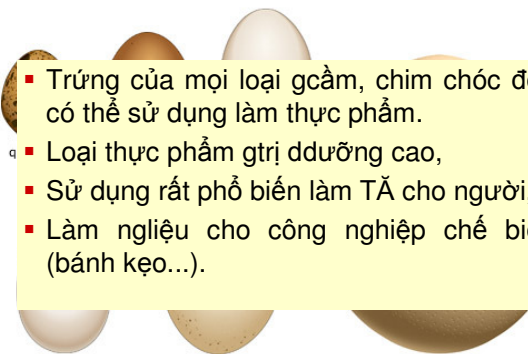 ▪ Trứng của mọi loại gcầm, chim chóc
có thể sử dụng làm thực phẩm.
▪ Loại thực phẩm gtrị ddưỡng cao,
▪ Sử dụng rất phổ biến làm TĂ cho người
▪ Làm ngliệu cho công nghiệp chế
(bánh kẹo...).